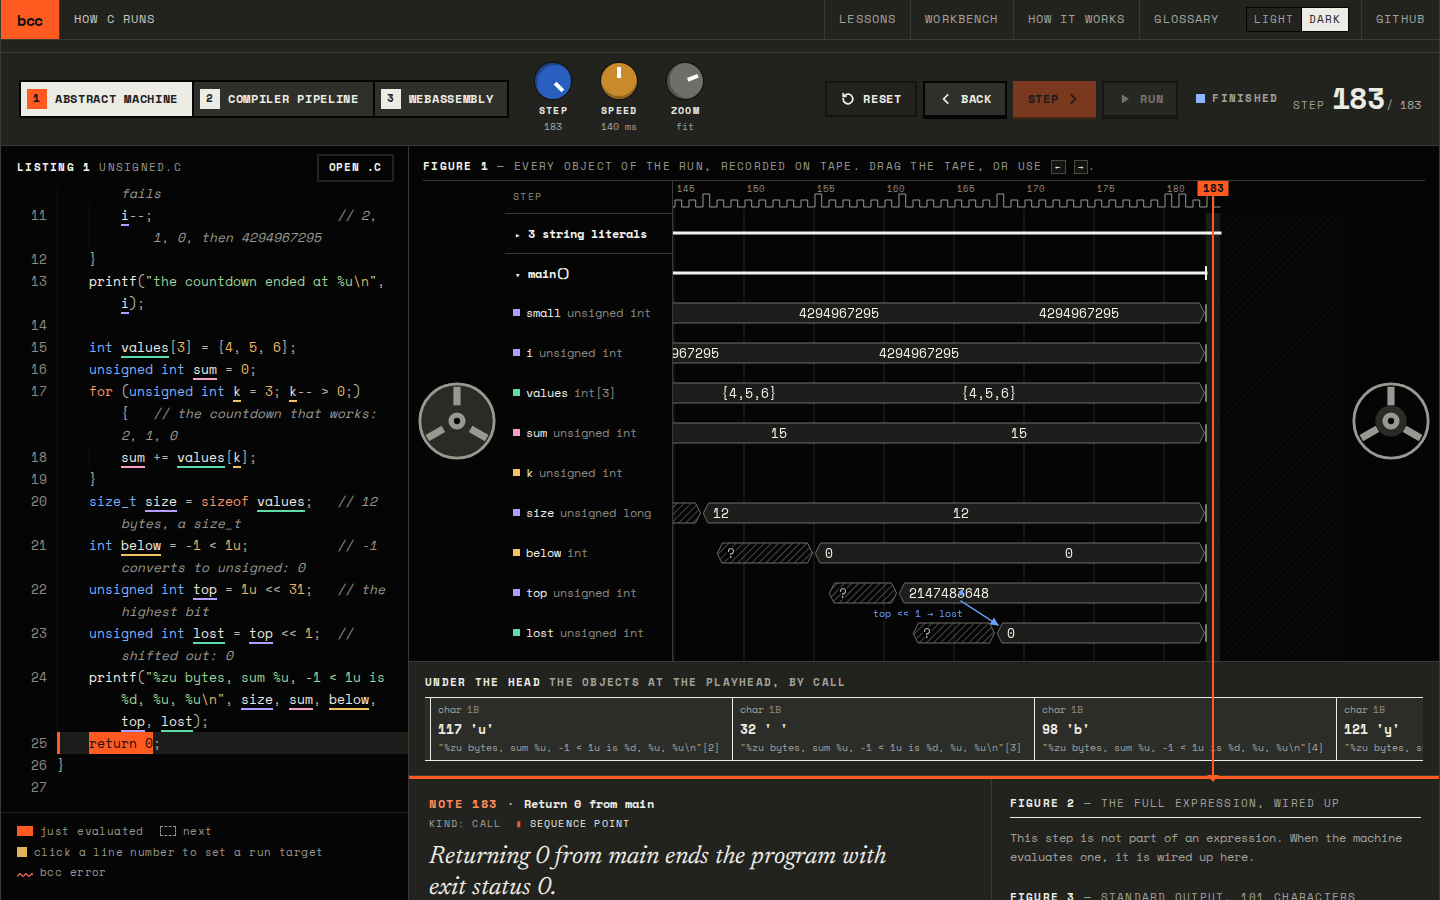 bcc HOW C RUNS LESSONS WORKBENCH HOW IT WORKS GLOSSARY LIGHT DARK GITHUB
1 ABSTRACT MACHINE 2 COMPILER PIPELINE 3 WEBASSEMBLY
STEP SPEED ZOOM
183 140 ms fit
RESET BACK STEP RUN FINISHED STEP 183 / 183
LISTING 1 UNSIGNED.C OPEN .C
fails
11 i--; // 2,
1, 0, then 4294967295
12 }
13 printf("the countdown ended at %u\n",
i);
14
15 int values[3] = {4, 5, 6};
16 unsigned int sum = 0;
17 for (unsigned int k = 3; k-- > 0;)
{ // the countdown that works:
2, 1, 0
18 sum += values[k];
19 }
20 size_t size = sizeof values; // 12
bytes, a size_t
21 int below = -1 < 1u; // -1
converts to unsigned: 0
22 unsigned int top = 1u << 31; // the
highest bit
23 unsigned int lost = top << 1; //
shifted out: 0
24 printf("%zu bytes, sum %u, -1 < 1u is
%d, %u, %u\n", size, sum, below,
top, lost);
25 return 0;
26 }
27
just evaluated next
click a line number to set a run target
bcc error
FIGURE 1 — EVERY OBJECT OF THE RUN, RECORDED ON TAPE. DRAG THE TAPE, OR USE ← →.
STEP 145 150 155 160 165 170 175 180 183
▸ 3 string literals
▾ main()
small unsigned int 4294967295 4294967295
i unsigned int 967295 4294967295
values int[3] {4,5,6} {4,5,6}
sum unsigned int 15 15
k unsigned int
size unsigned long 12 12
below int ? 0 0
top unsigned int ? 2147483648
top << 1 → lost
lost unsigned int ? 0
UNDER THE HEAD THE OBJECTS AT THE PLAYHEAD, BY CALL
char 1B char 1B char 1B char 1B
117 'u' 32 ' ' 98 'b' 121 'y'
"%zu bytes, sum %u, -1 < 1u is %d, %u, %u\n"[2] "%zu bytes, sum %u, -1 < 1u is %d, %u, %u\n"[3] "%zu bytes, sum %u, -1 < 1u is %d, %u, %u\n"[4] "%zu bytes, s
NOTE 183 · Return 0 from main
KIND: CALL SEQUENCE POINT
Returning 0 from main ends the program with
exit status 0.
FIGURE 2 — THE FULL EXPRESSION, WIRED UP
This step is not part of an expression. When the machine
evaluates one, it is wired up here.
FIGURE 3 — STANDARD OUTPUT, 101 CHARACTERS